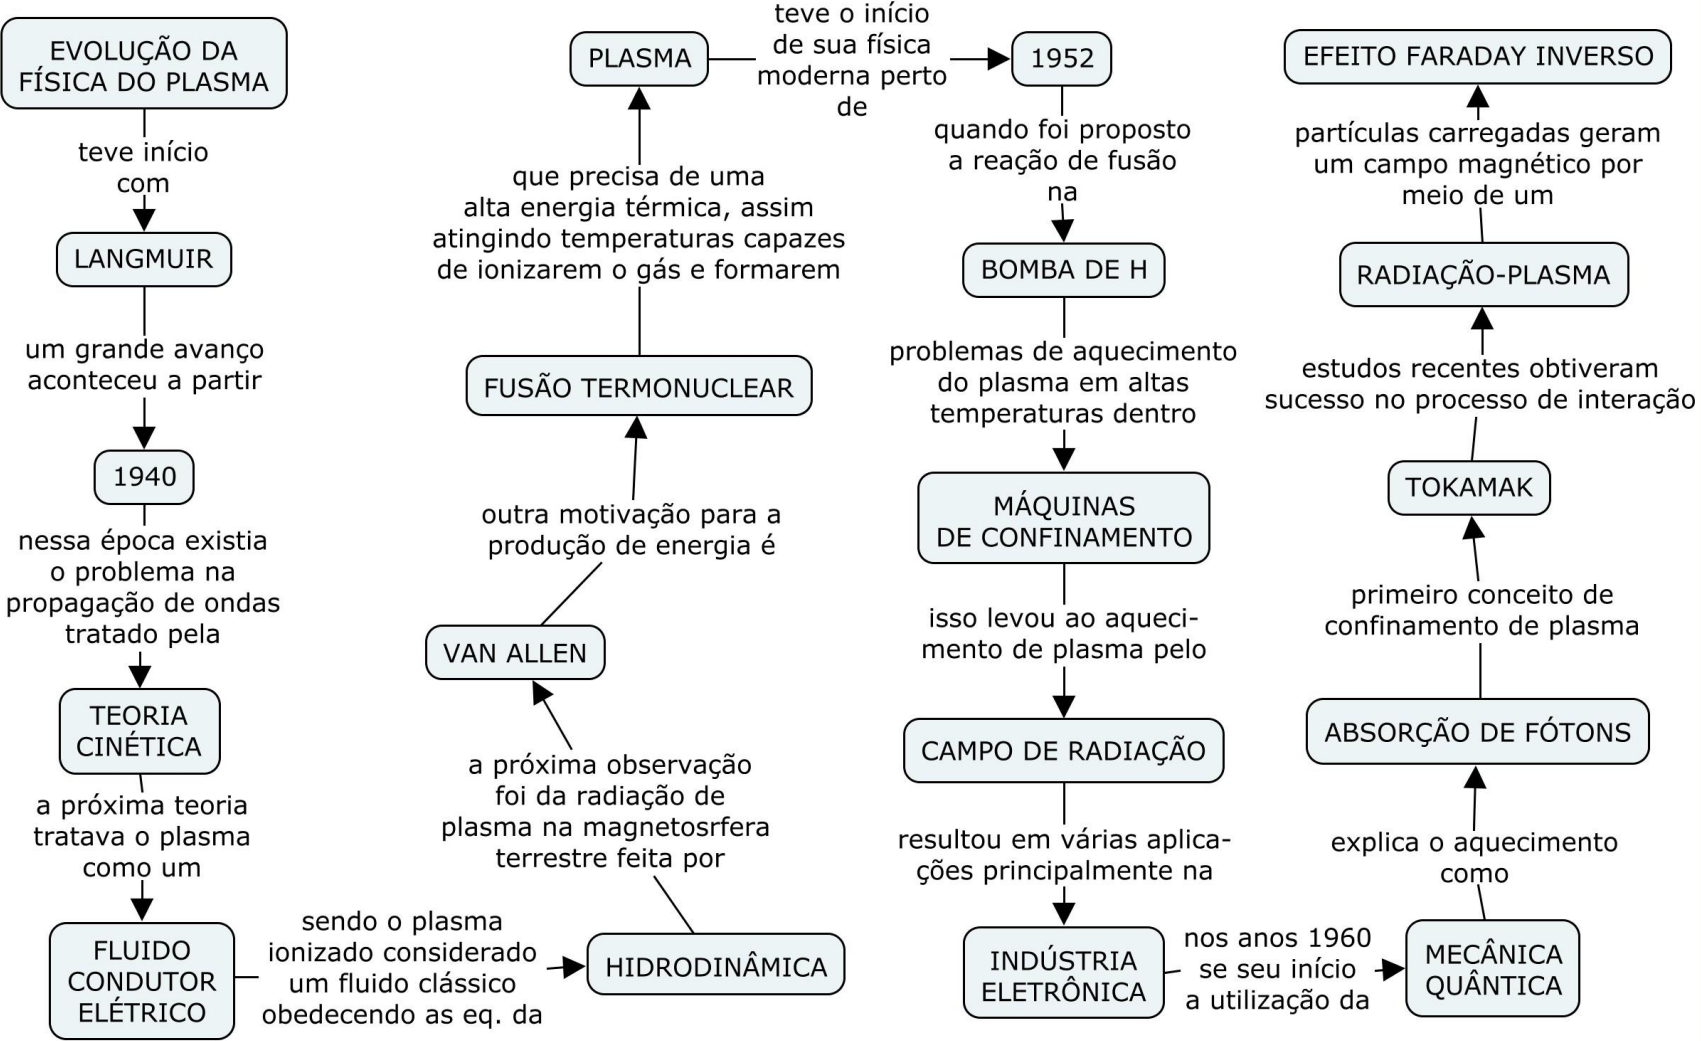 EVOLUÇÃO DA
FÍSICA DO PLASMA
teve início
com
LANGMUIR
um grande avanço
aconteceu a partir
1940
nessa época existia
o problema na
propagação de ondas
tratado pela
TEORIA
CINÉTICA
a próxima teoria
tratava o plasma
como um
FLUIDO
CONDUTOR
ELÉTRICO
sendo o plasma
ionizado considerado
um fluido clássico
obedecendo as eq. da
HIDRODINÂMICA
a próxima observação
foi da radiação de
plasma na magnetosrfera
terrestre feita por
VAN ALLEN
outra motivação para a
produção de energia é
FUSÃO TERMONUCLEAR
que precisa de uma
alta energia térmica, assim
atingindo temperaturas capazes
de ionizarem o gás e formarem
PLASMA
teve o início
de sua física
moderna perto
de
1952
quando foi proposto
a reação de fusão
na
BOMBA DE H
problemas de aquecimento
do plasma em altas
temperaturas dentro
MÁQUINAS
DE CONFINAMENTO
isso levou ao aqueci-
mento de plasma pelo
CAMPO DE RADIAÇÃO
resultou em várias aplica-
ções principalmente na
INDÚSTRIA
ELETRÔNICA
nos anos 1960
se seu início
a utilização da
MECÂNICA
QUÂNTICA
explica o aquecimento
como
ABSORÇÃO DE FÓTONS
primeiro conceito de
confinamento de plasma
TOKAMAK
estudos recentes obtiveram
sucesso no processo de interação
RADIAÇÃO-PLASMA
partículas carregadas geram
um campo magnético por
meio de um
EFEITO FARADAY INVERSO